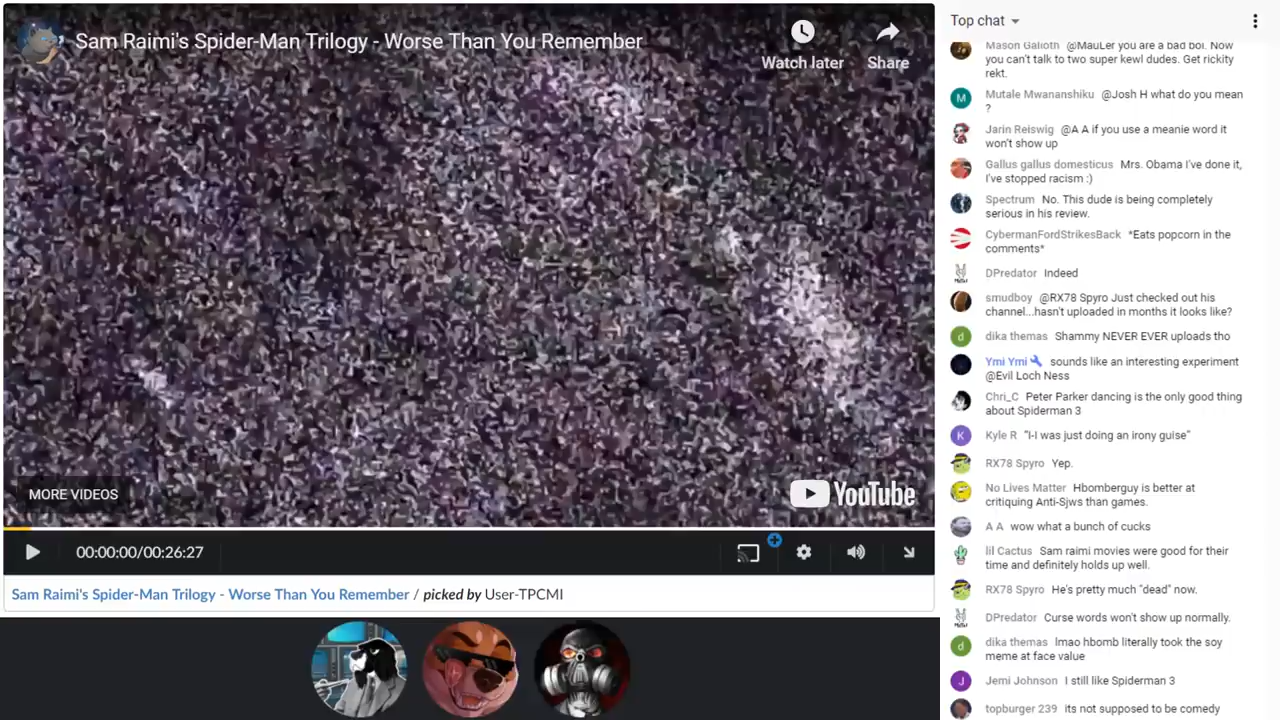 Sam Raimi's Spider-Man Trilogy - Worse Than You Remember
Watch later
Share
MORE VIDEOS
YouTube
00:00:00/00:26:27
Sam Raimi's Spider-Man Trilogy - Worse Than You Remember / picked by User-TPCMI
Top chat
Mason Galioth @MauLer you are a bad boi. Now
you can't talk to two super kewl dudes. Get rickity
rekt.
M
Mutale Mwananshiku @Josh H what do you mean
?
Jarin Reiswig @A A if you use a meanie word it
won't show up
Gallus gallus domesticus Mrs. Obama I've done it,
I've stopped racism :)
Spectrum No. This dude is being completely
serious in his review.
CybermanFordStrikesBack *Eats popcorn in the
comments*
DPredator Indeed
smudboy @RX78 Spyro Just checked out his
channel...hasn't uploaded in months it looks like?
d
dika themas Shammy NEVER EVER uploads tho
Ymi Ymi sounds like an interesting experiment
@Evil Loch Ness
Chri_C Peter Parker dancing is the only good thing
about Spiderman 3
K
Kyle R “I-I was just doing an irony guise”
RX78 Spyro Yep.
No Lives Matter Hbomberguy is better at
critiquing Anti-Sjws than games.
A A wow what a bunch of cucks
lil Cactus Sam raimi movies were good for their
time and definitely holds up well.
RX78 Spyro He's pretty much “dead” now.
DPredator Curse words won't show up normally.
d
dika themas lmao hbomb literally took the soy
meme at face value
J
Jemi Johnson I still like Spiderman 3
topburger 239 its not supposed to be comedy